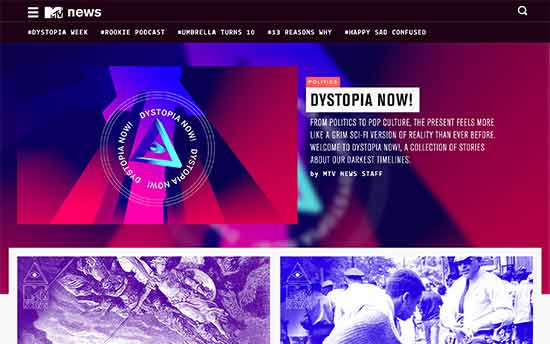 MTV news
#DYSTOPIA WEEK #ROOKIE PODCAST #UMBRELLA TURNS 10 #13 REASONS WHY #HAPPY SAD CONFUSED
DYSTOPIA NOW! DYSTOPIA NOW! DYSTOPIA NOW!
POLITICS
DYSTOPIA NOW!
FROM POLITICS TO POP CULTURE, THE PRESENT FEELS MORE
LIKE A GRIM SCI-FI VERSION OF REALITY THAN EVER BEFORE.
WELCOME TO DYSTOPIA NOW!, A COLLECTION OF STORIES
ABOUT OUR DARKEST TIMELINES.
by MTV NEWS STAFF